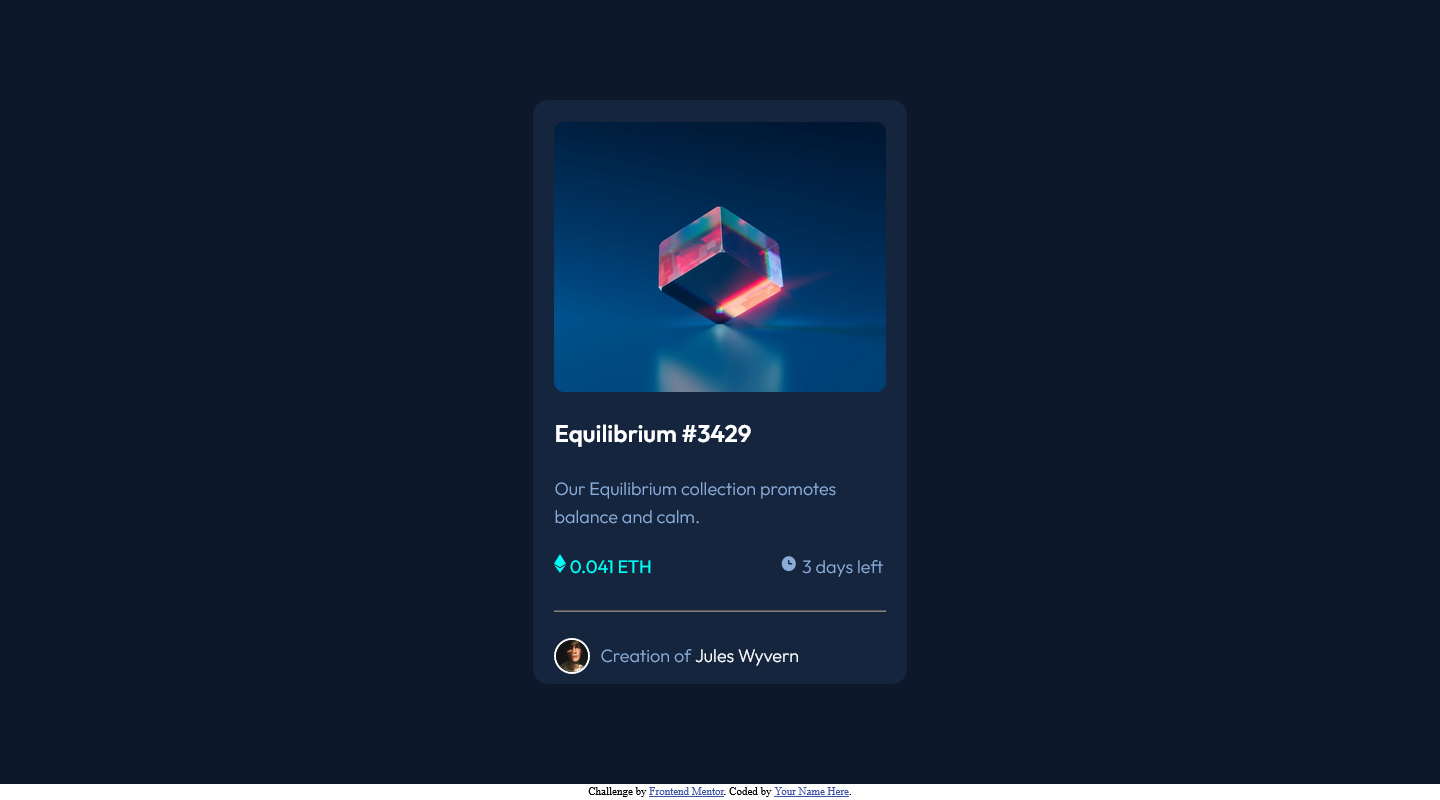 Equilibrium #3429
Our Equilibrium collection promotes
balance and calm.
0.041 ETH
3 days left
Creation of Jules Wyvern
Challenge by Frontend Mentor. Coded by Your Name Here.